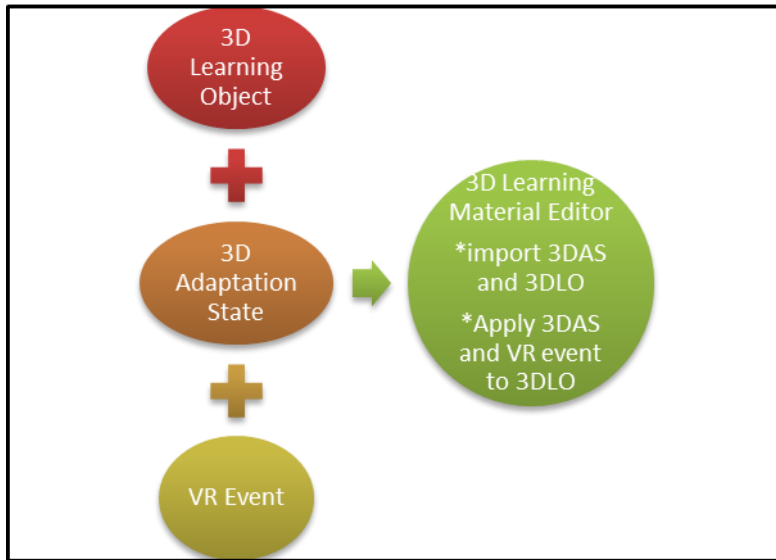 3D
Learning
Object
3D
Adaptation
State
VR Event
3D Learning
Material Editor
*import 3DAS
and 3DLO
*Apply 3DAS
and VR event
to 3DLO